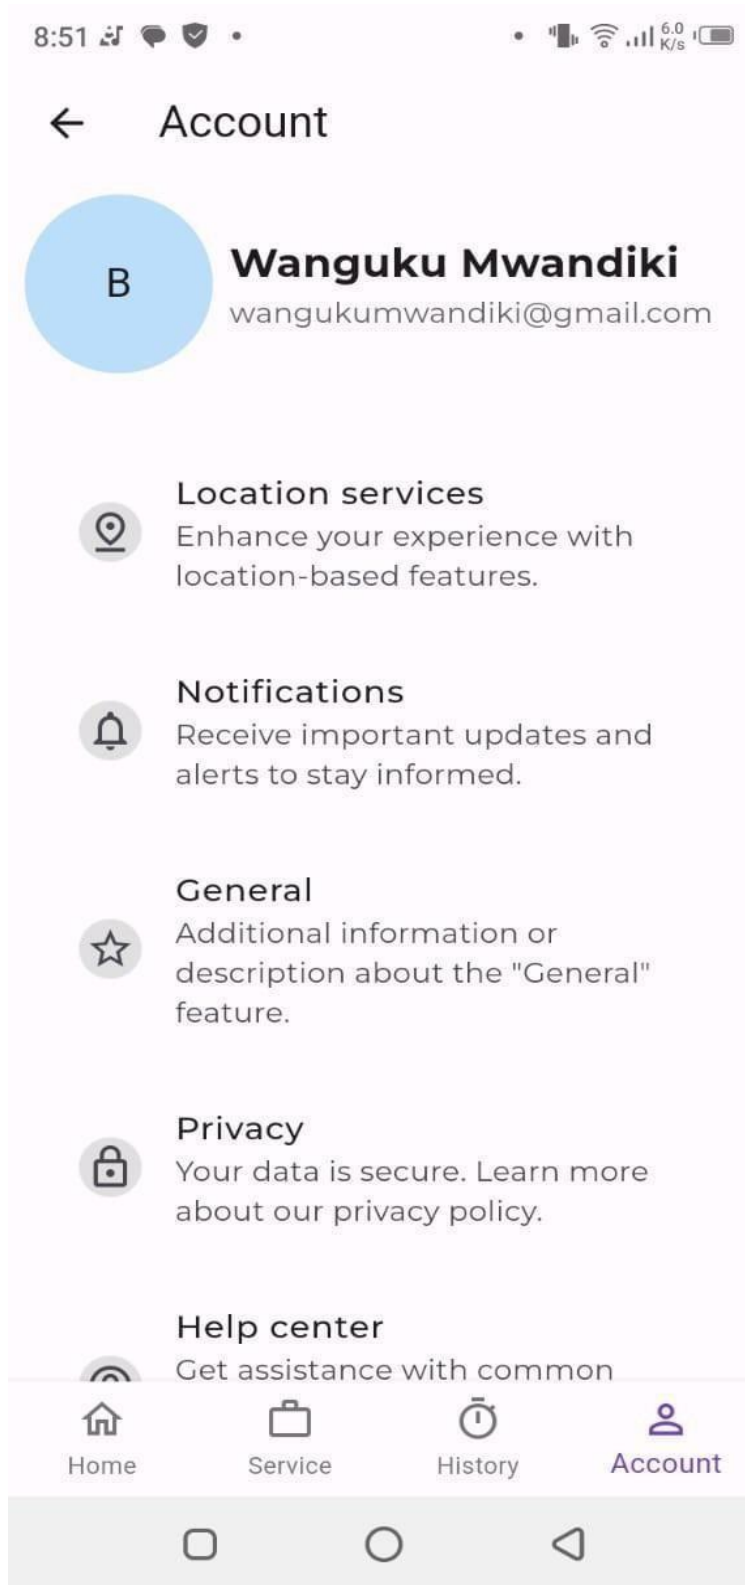 8:51
6.0
K/s
Account
B
Wanguku Mwandiki
wangukumwandiki@gmail.com
Location services
Enhance your experience with
location-based features.
Notifications
Receive important updates and
alerts to stay informed.
General
Additional information or
description about the "General"
feature.
Privacy
Your data is secure. Learn more
about our privacy policy.
Help center
Get assistance with common
Home
Service
History
Account